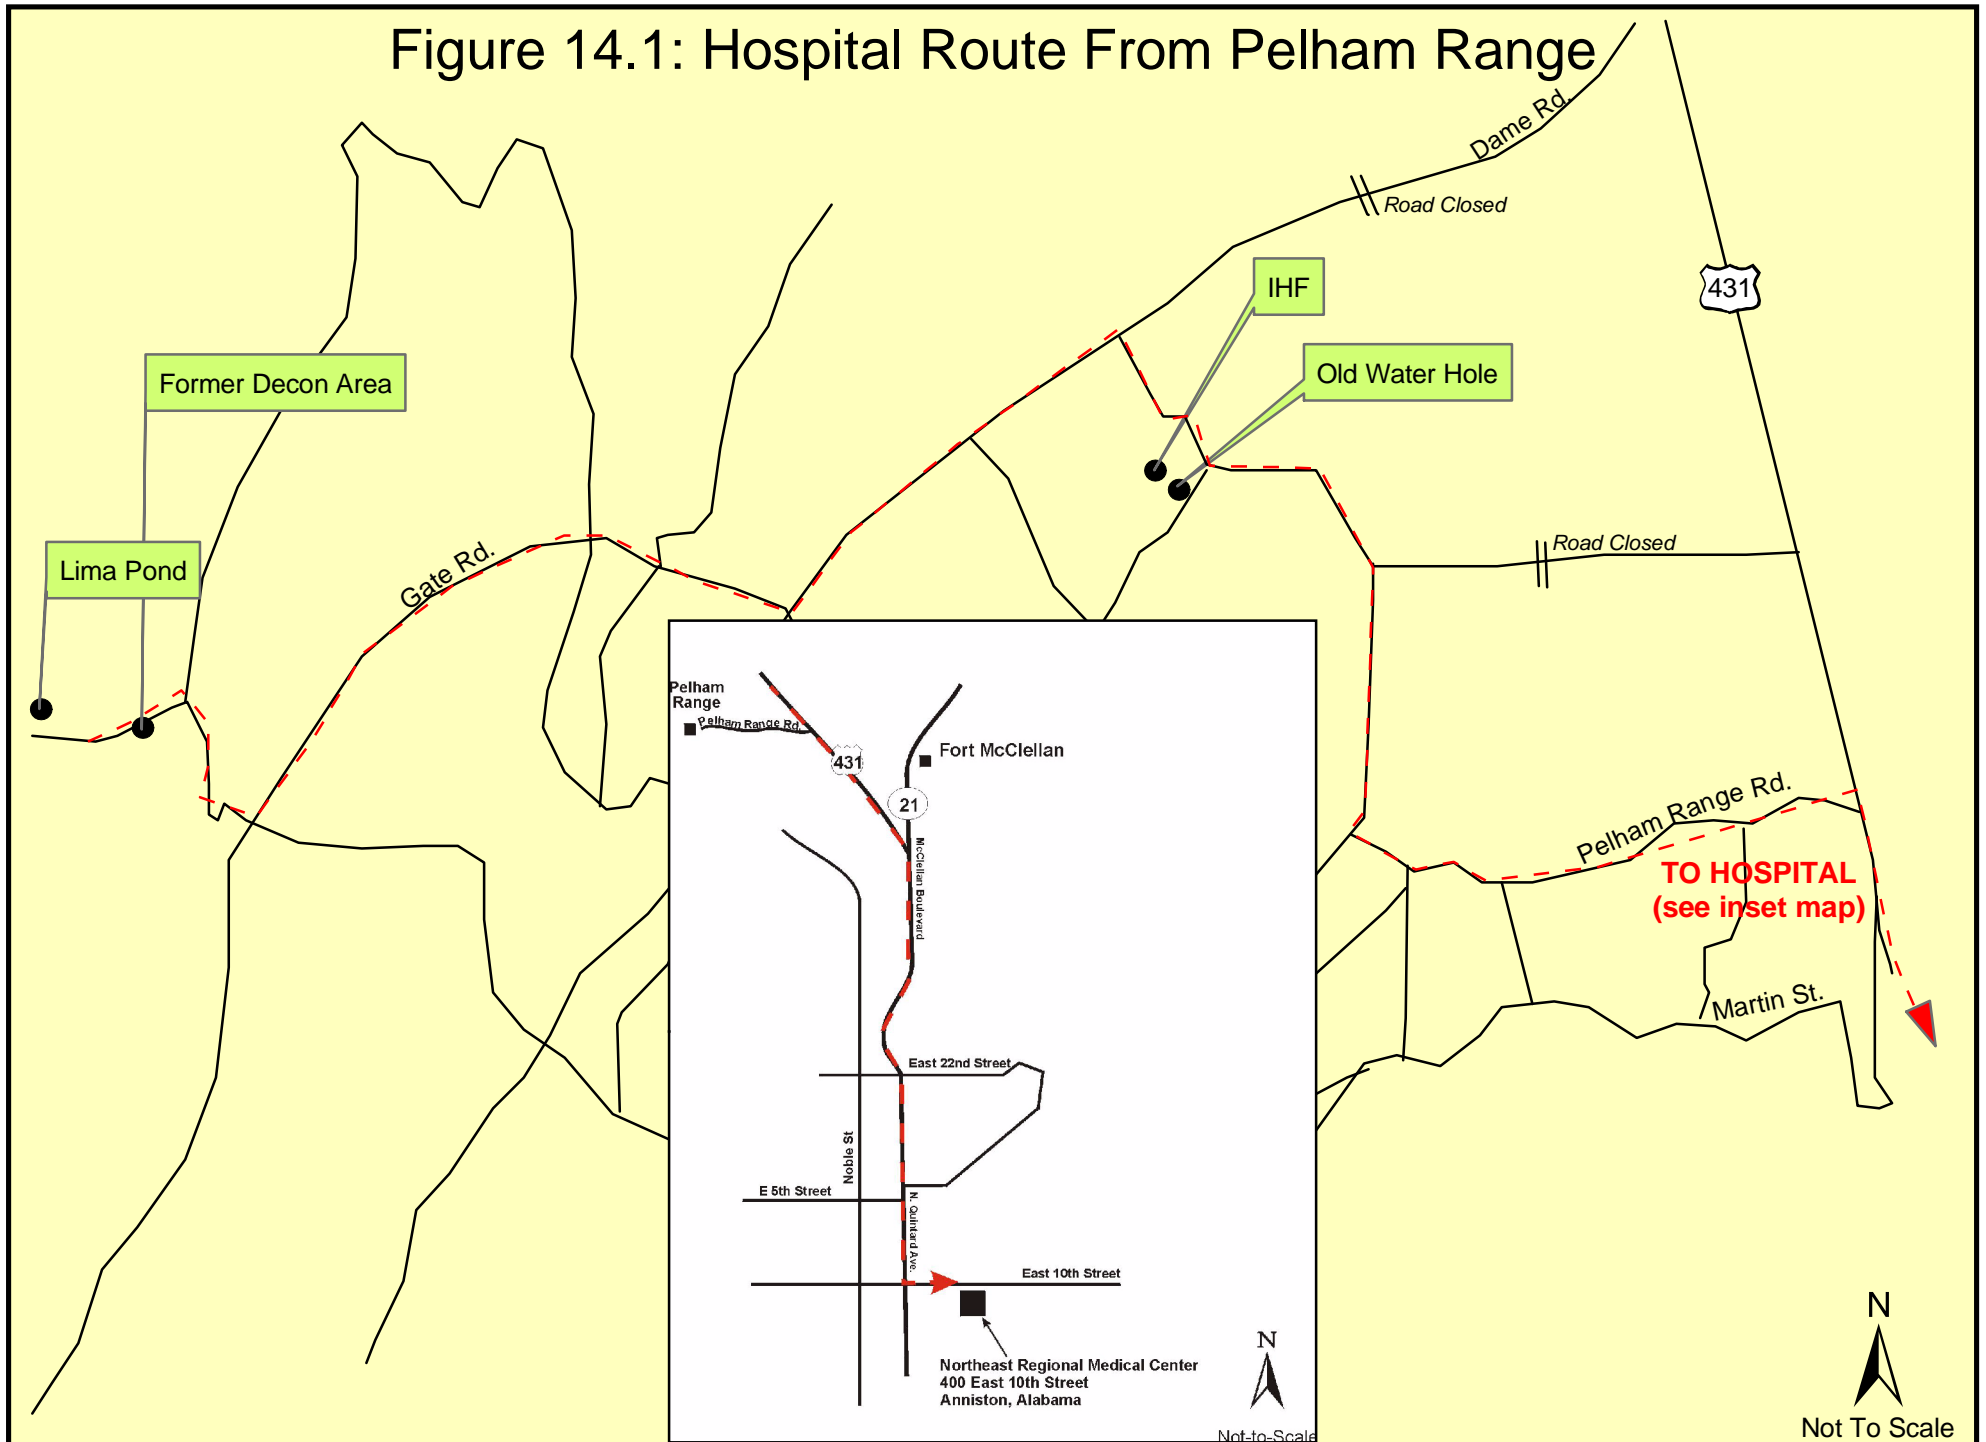 Figure 14.1: Hospital Route From Pelham Range
Dame Rd.
Road Closed
IHF
431
Former Decon Area
Old Water Hole
Road Closed
Gate Rd.
Lima Pond
Pelham Range Rd.
TO HOSPITAL
(see inset map)
Martin St.
Pelham
Range
Pelham Range Rd.
431
Fort McClellan
21
McClellan Boulevard
East 22nd Street
Noble St
E 5th Street
N. Quintard Ave.
East 10th Street
Northeast Regional Medical Center
400 East 10th Street
Anniston, Alabama
N
Not-to-Scale
N
Not To Scale